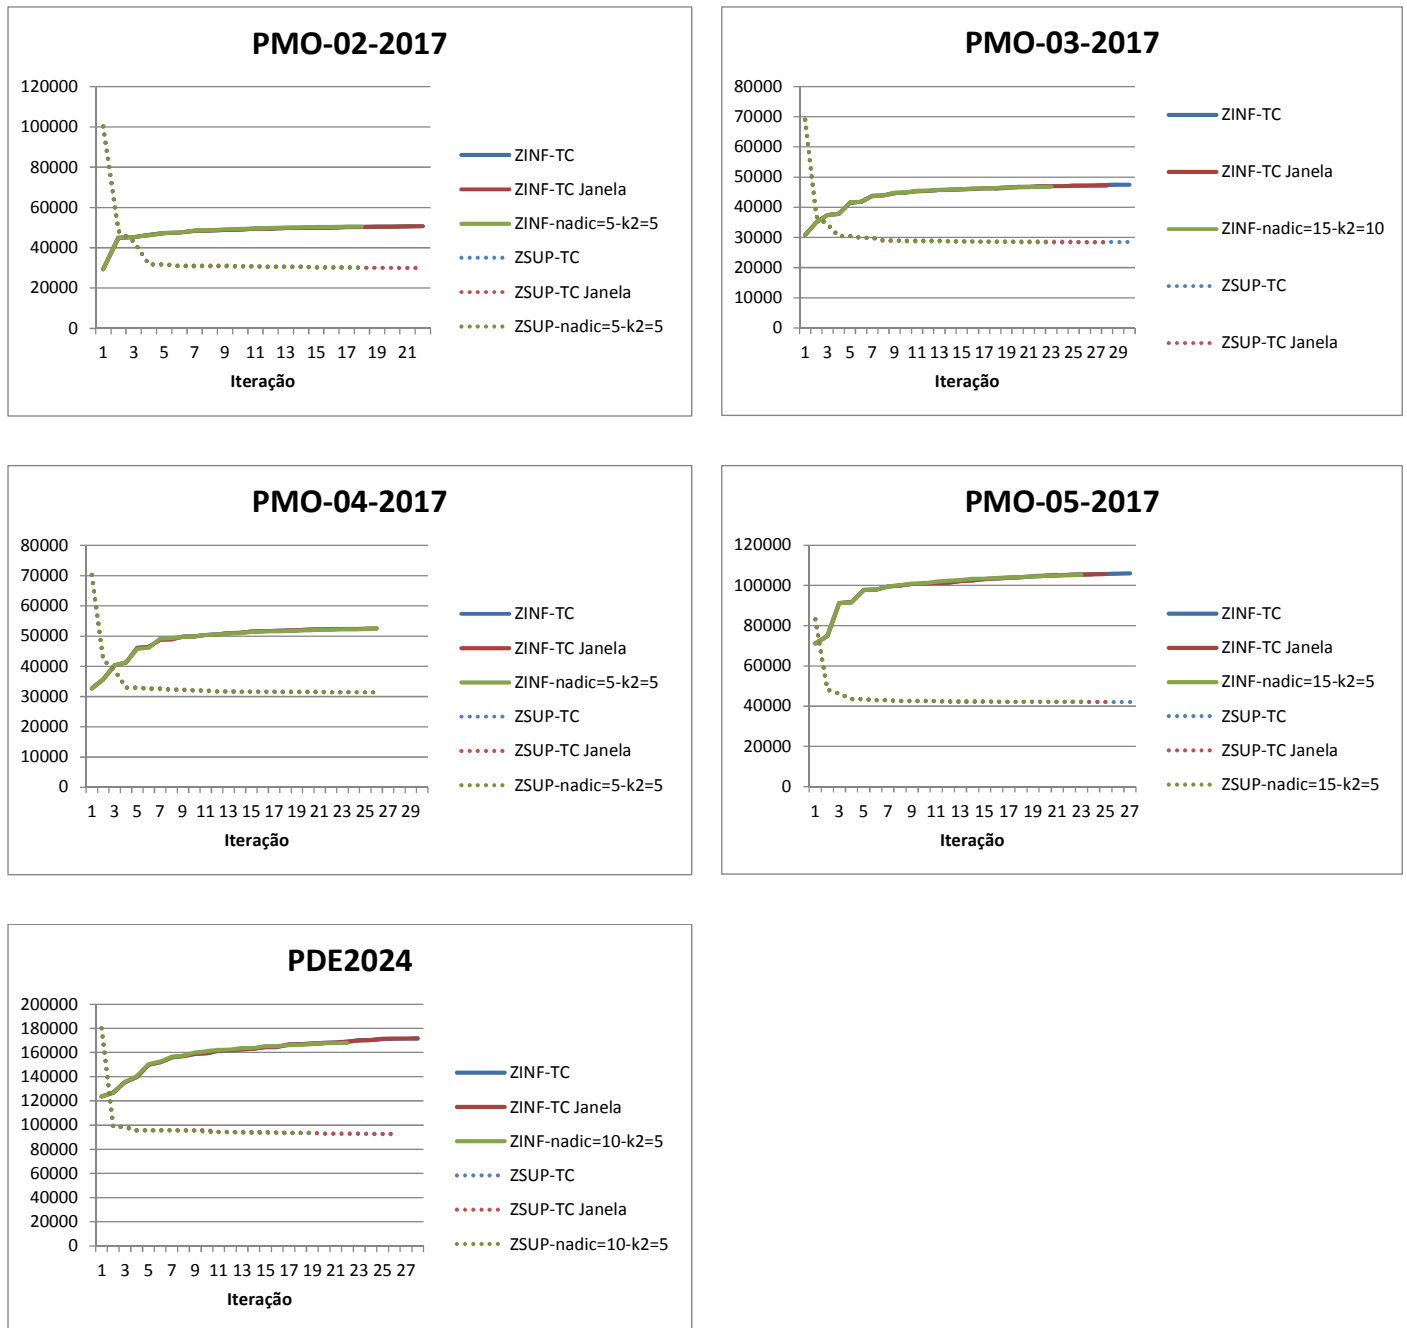 PMO-02-2017
120000
100000
80000
60000
40000
20000
0
1 3 5 7 9 11 13 15 17 19 21
Iteração
ZINF-TC
ZINF-TC Janela
ZINF-nadic=5-k2=5
ZSUP-TC
ZSUP-TC Janela
ZSUP-nadic=5-k2=5
PMO-03-2017
80000
70000
60000
50000
40000
30000
20000
10000
0
1 3 5 7 9 11 13 15 17 19 21 23 25 27 29
Iteração
ZINF-TC
ZINF-TC Janela
ZINF-nadic=15-k2=10
ZSUP-TC
ZSUP-TC Janela
PMO-04-2017
80000
70000
60000
50000
40000
30000
20000
10000
0
1 3 5 7 9 11 13 15 17 19 21 23 25 27 29
Iteração
ZINF-TC
ZINF-TC Janela
ZINF-nadic=5-k2=5
ZSUP-TC
ZSUP-TC Janela
ZSUP-nadic=5-k2=5
PMO-05-2017
120000
100000
80000
60000
40000
20000
0
1 3 5 7 9 11 13 15 17 19 21 23 25 27
Iteração
ZINF-TC
ZINF-TC Janela
ZINF-nadic=15-k2=5
ZSUP-TC
ZSUP-TC Janela
ZSUP-nadic=15-k2=5
PDE2024
200000
180000
160000
140000
120000
100000
80000
60000
40000
20000
0
1 3 5 7 9 11 13 15 17 19 21 23 25 27
Iteração
ZINF-TC
ZINF-TC Janela
ZINF-nadic=10-k2=5
ZSUP-TC
ZSUP-TC Janela
ZSUP-nadic=10-k2=5